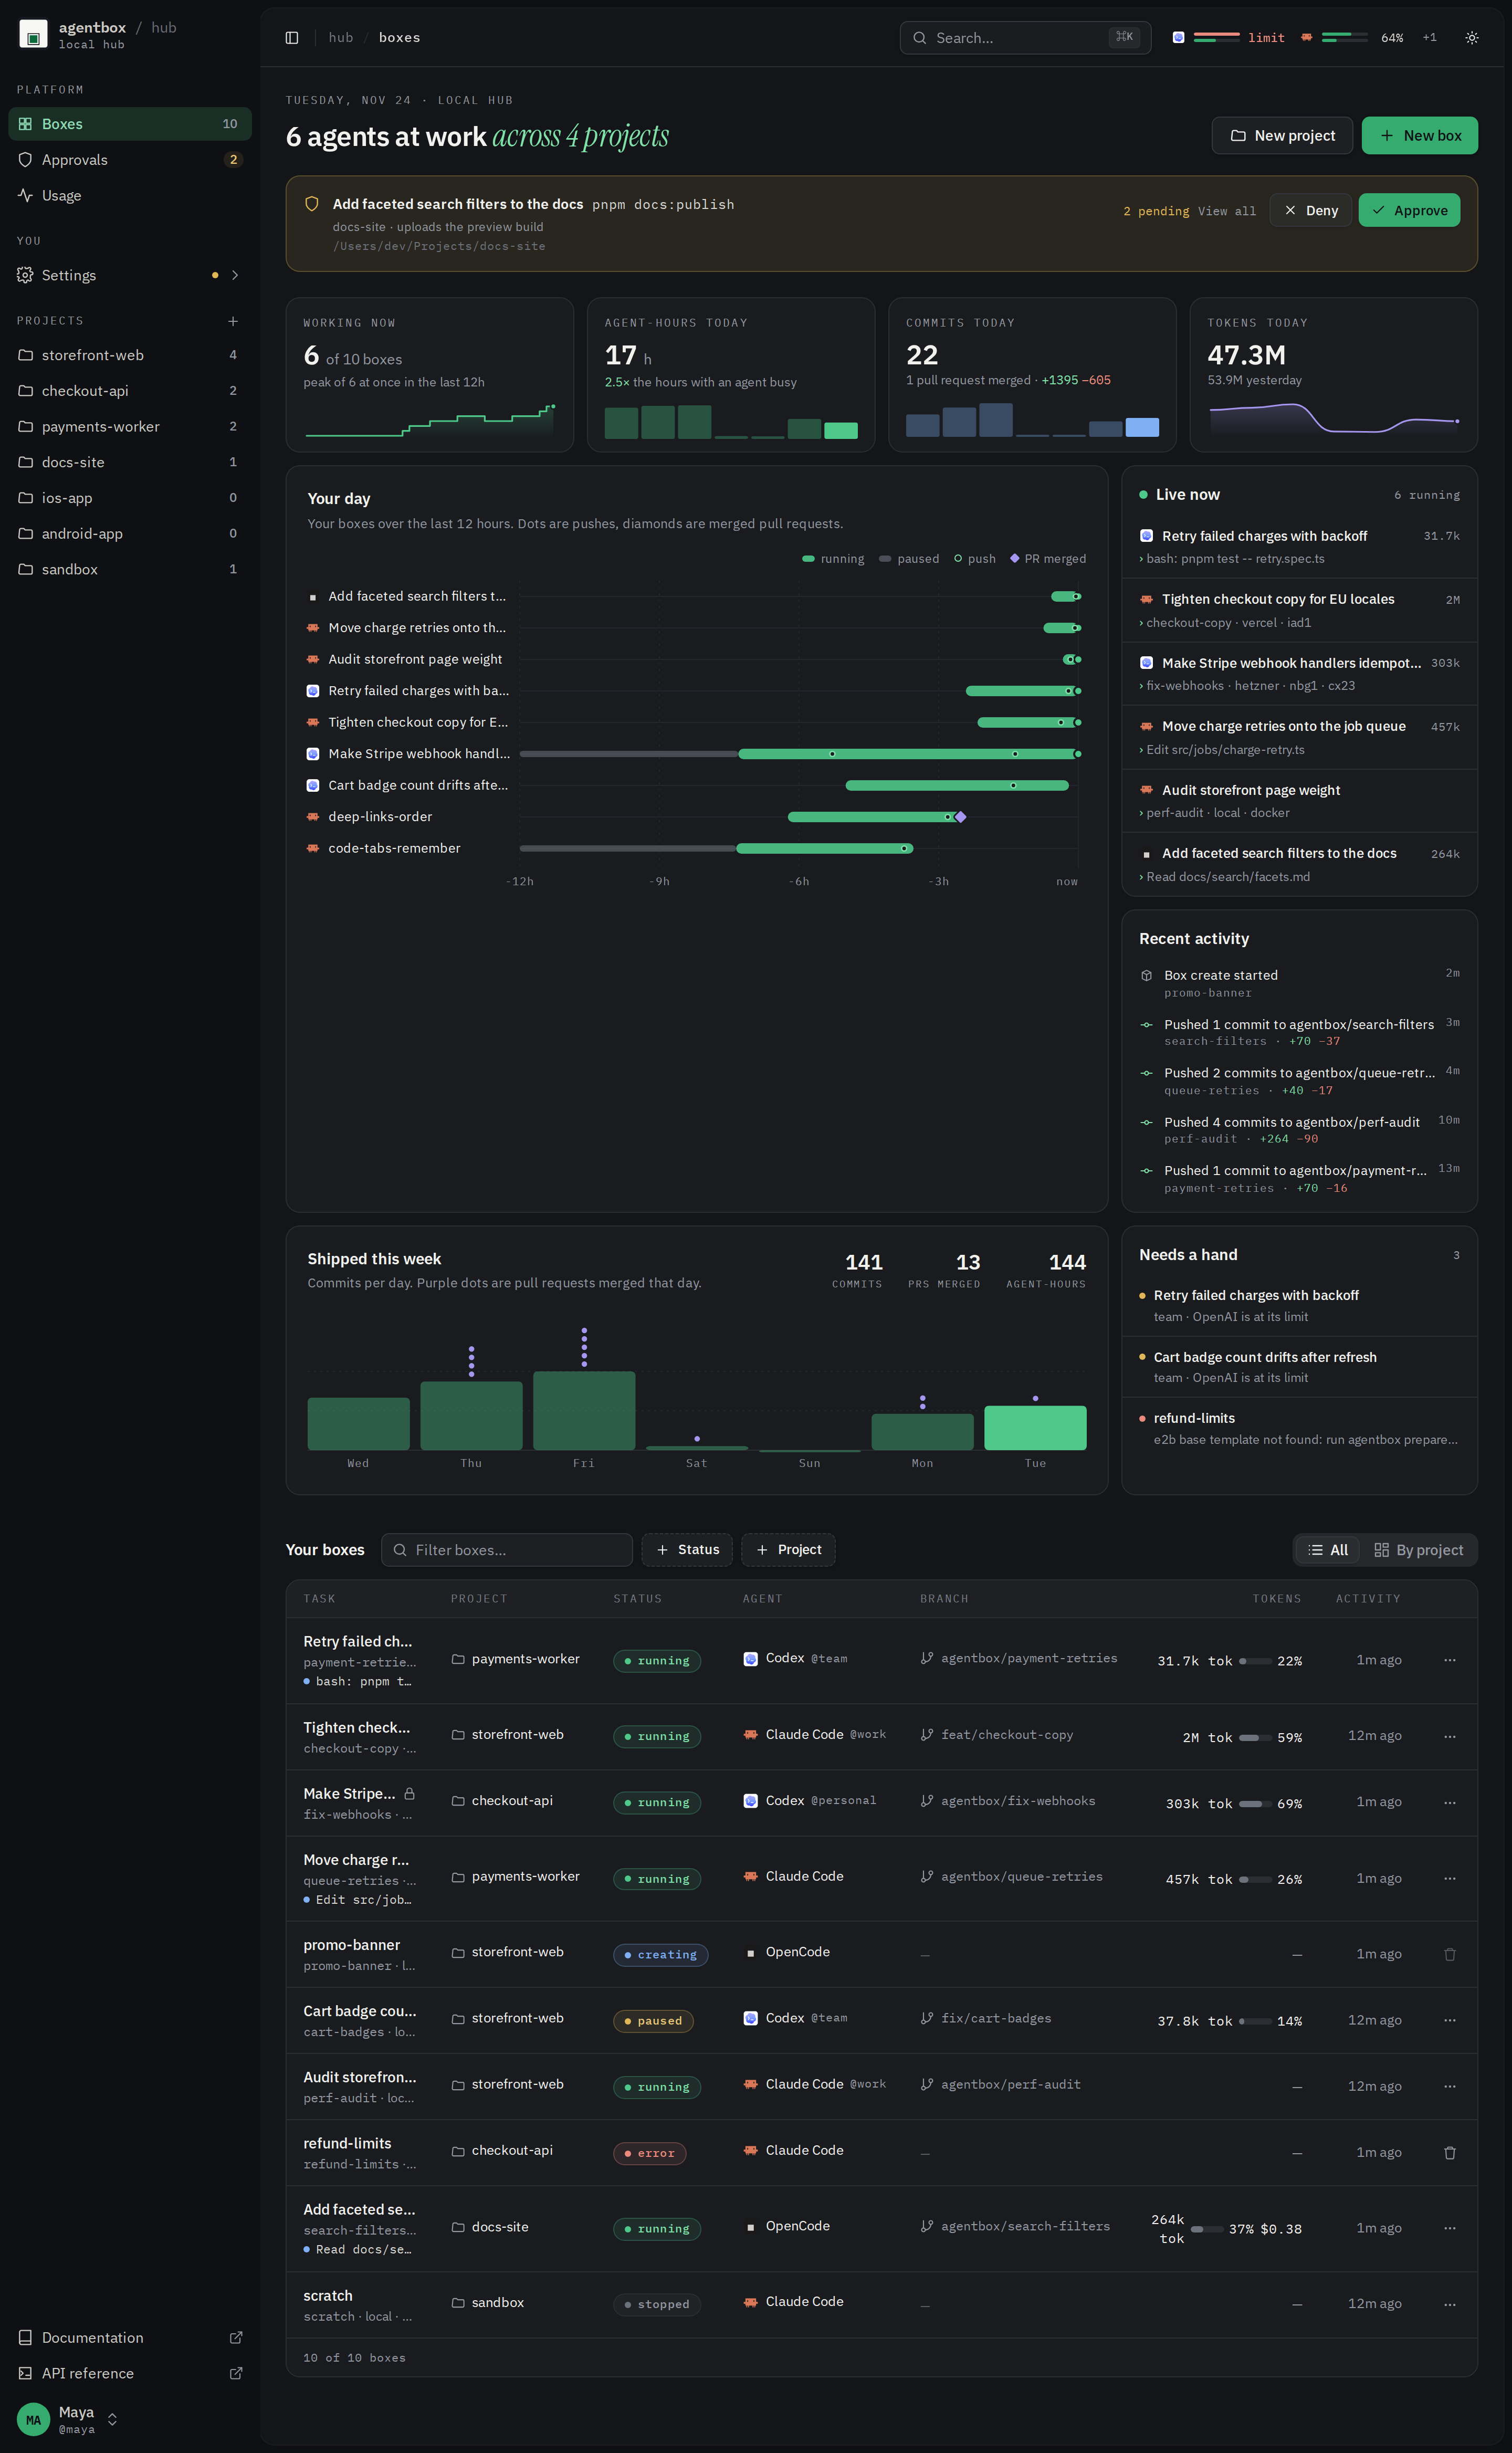 agentbox / hub
local hub
PLATFORM
Boxes 10
Approvals 2
Usage
YOU
Settings
PROJECTS
storefront-web 4
checkout-api 2
payments-worker 2
docs-site 1
ios-app 0
android-app 0
sandbox 1
Documentation
API reference
MA
Maya
@maya
hub / boxes
Search... ⌘K
limit
64%
+1
TUESDAY, NOV 24 · LOCAL HUB
6 agents at work across 4 projects
New project
New box
Add faceted search filters to the docs pnpm docs:publish
docs-site · uploads the preview build
/Users/dev/Projects/docs-site
2 pending View all
Deny
Approve
WORKING NOW
6 of 10 boxes
peak of 6 at once in the last 12h
AGENT-HOURS TODAY
17 h
2.5× the hours with an agent busy
COMMITS TODAY
22
1 pull request merged · +1395 −605
TOKENS TODAY
47.3M
53.9M yesterday
Your day
Your boxes over the last 12 hours. Dots are pushes, diamonds are merged pull requests.
running paused push PR merged
Add faceted search filters t...
Move charge retries onto th...
Audit storefront page weight
Retry failed charges with ba...
Tighten checkout copy for E...
Make Stripe webhook handl...
Cart badge count drifts afte...
deep-links-order
code-tabs-remember
-12h -9h -6h -3h now
Live now 6 running
Retry failed charges with backoff 31.7k
› bash: pnpm test -- retry.spec.ts
Tighten checkout copy for EU locales 2M
› checkout-copy · vercel · iad1
Make Stripe webhook handlers idempot... 303k
› fix-webhooks · hetzner · nbg1 · cx23
Move charge retries onto the job queue 457k
› Edit src/jobs/charge-retry.ts
Audit storefront page weight
› perf-audit · local · docker
Add faceted search filters to the docs 264k
› Read docs/search/facets.md
Recent activity
Box create started 2m
promo-banner
Pushed 1 commit to agentbox/search-filters 3m
search-filters · +70 −37
Pushed 2 commits to agentbox/queue-retr... 4m
queue-retries · +40 −17
Pushed 4 commits to agentbox/perf-audit 10m
perf-audit · +264 −90
Pushed 1 commit to agentbox/payment-r... 13m
payment-retries · +70 −16
Shipped this week
Commits per day. Purple dots are pull requests merged that day.
141 13 144
COMMITS PRS MERGED AGENT-HOURS
Wed Thu Fri Sat Sun Mon Tue
Needs a hand 3
Retry failed charges with backoff
team · OpenAI is at its limit
Cart badge count drifts after refresh
team · OpenAI is at its limit
refund-limits
e2b base template not found: run agentbox prepare...
Your boxes
Filter boxes...
Status
Project
All
By project
TASK PROJECT STATUS AGENT BRANCH TOKENS ACTIVITY
Retry failed ch...
payment-retrie...
bash: pnpm t...
payments-worker running Codex @team agentbox/payment-retries 31.7k tok 22% 1m ago
Tighten check...
checkout-copy ·...
storefront-web running Claude Code @work feat/checkout-copy 2M tok 59% 12m ago
Make Stripe...
fix-webhooks · ...
checkout-api running Codex @personal agentbox/fix-webhooks 303k tok 69% 1m ago
Move charge r...
queue-retries ·...
Edit src/job...
payments-worker running Claude Code agentbox/queue-retries 457k tok 26% 1m ago
promo-banner
promo-banner · l...
storefront-web creating OpenCode — — 1m ago
Cart badge cou...
cart-badges · lo...
storefront-web paused Codex @team fix/cart-badges 37.8k tok 14% 12m ago
Audit storefron...
perf-audit · loc...
storefront-web running Claude Code @work agentbox/perf-audit — 12m ago
refund-limits
refund-limits ·...
checkout-api error Claude Code — — 1m ago
Add faceted se...
search-filters...
Read docs/se...
docs-site running OpenCode agentbox/search-filters 264k tok 37% $0.38 1m ago
scratch
scratch · local · ...
sandbox stopped Claude Code — — 12m ago
10 of 10 boxes